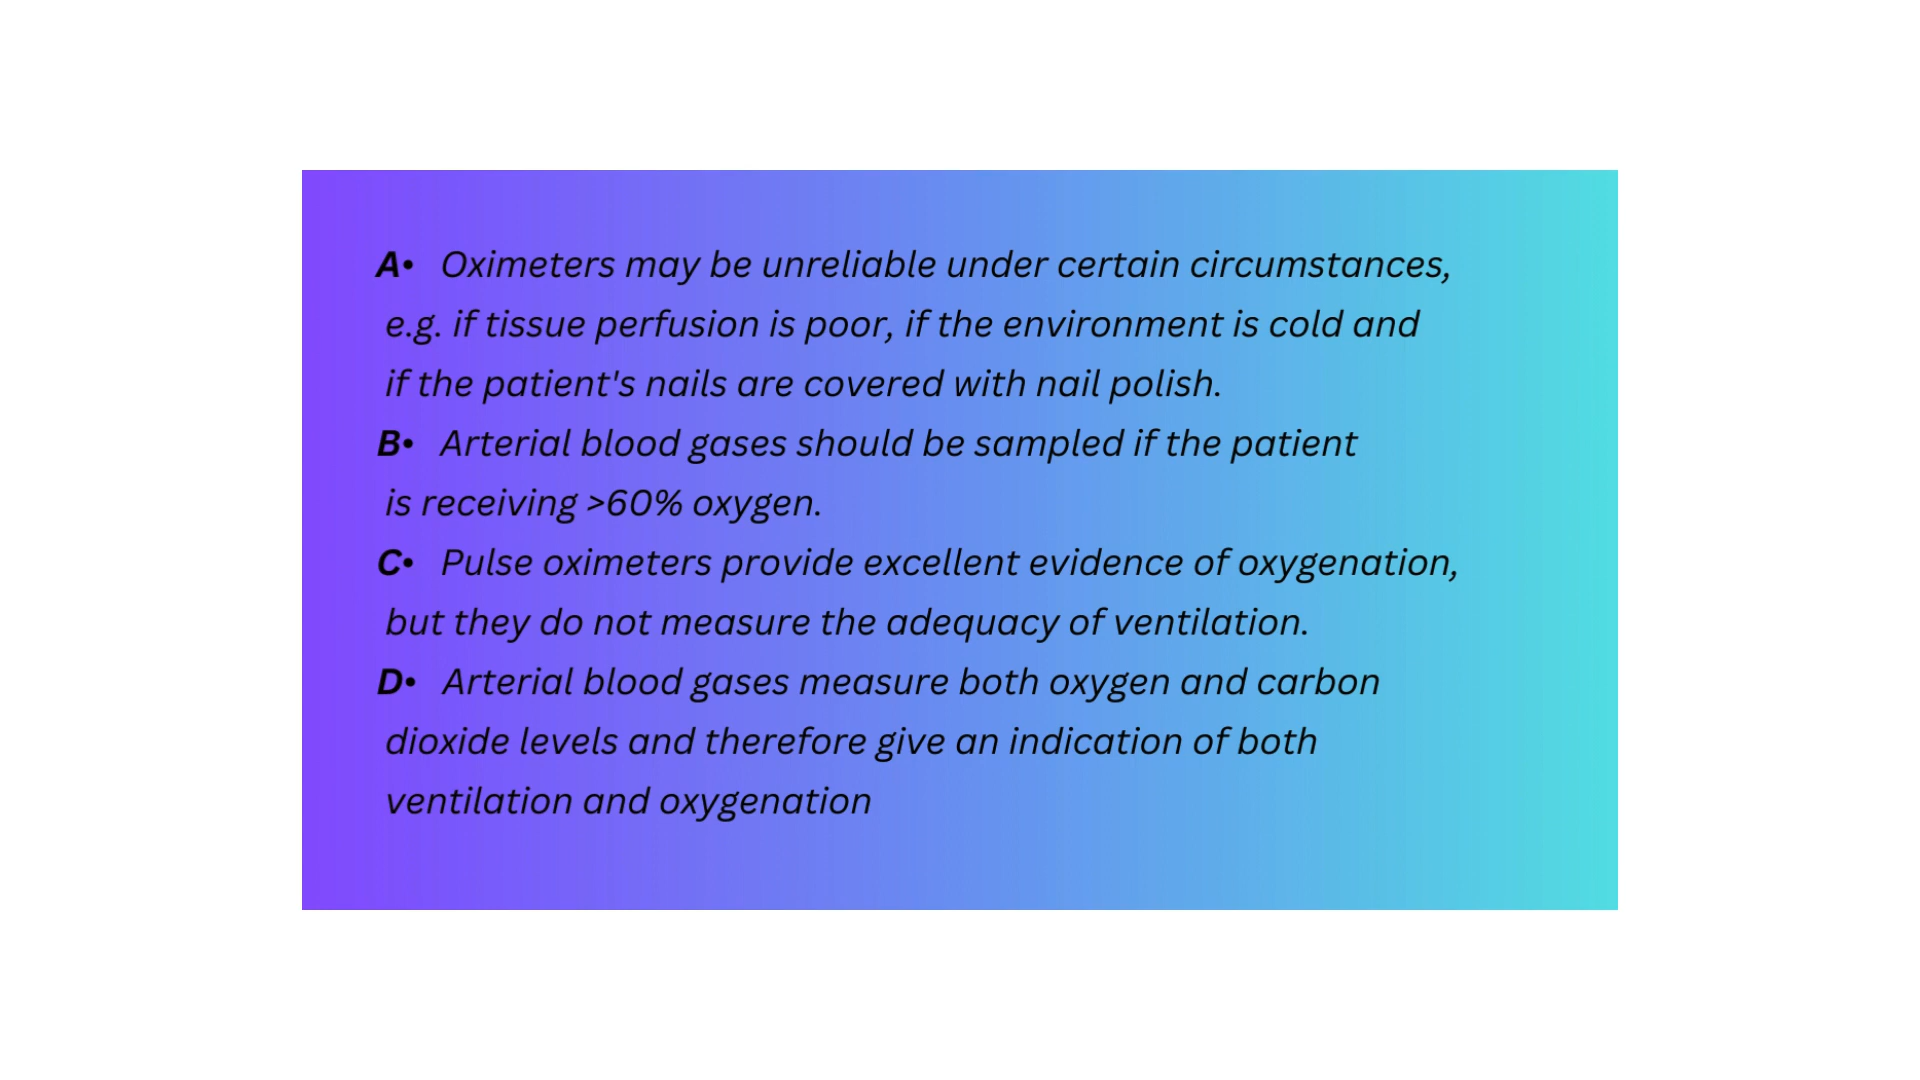 A• Oximeters may be unreliable under certain circumstances,
e.g. if tissue perfusion is poor, if the environment is cold and
if the patient's nails are covered with nail polish.
B• Arterial blood gases should be sampled if the patient
is receiving >60% oxygen.
C• Pulse oximeters provide excellent evidence of oxygenation,
but they do not measure the adequacy of ventilation.
D• Arterial blood gases measure both oxygen and carbon
dioxide levels and therefore give an indication of both
ventilation and oxygenation